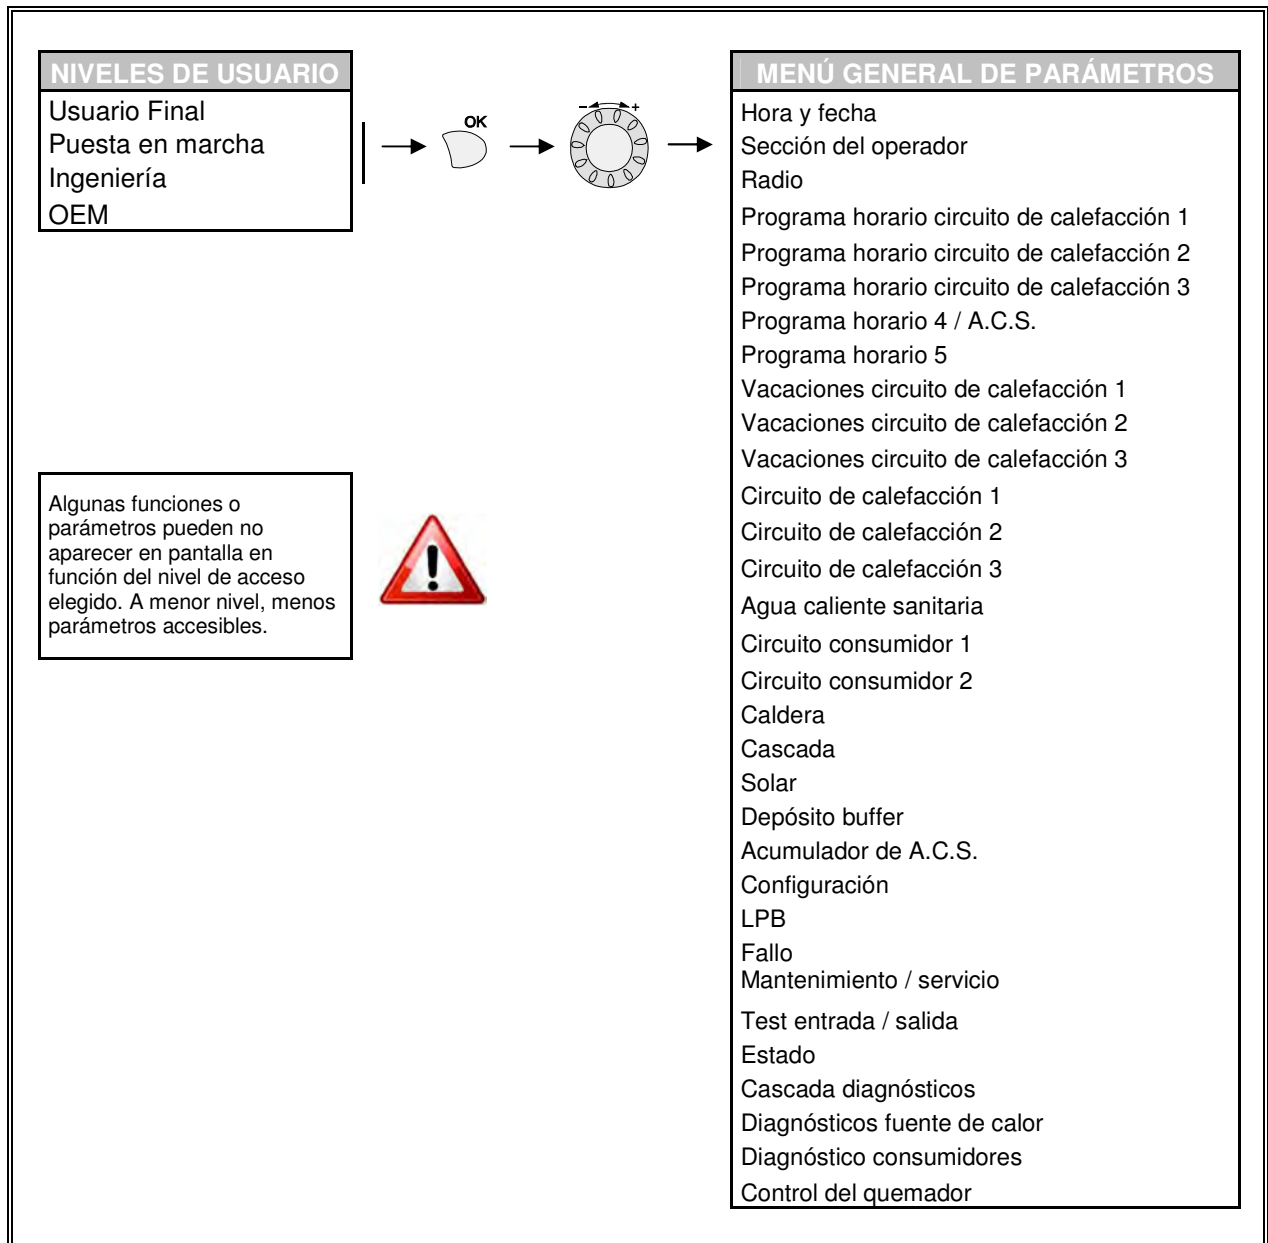 NIVELES DE USUARIO
Usuario Final
Puesta en marcha
Ingeniería
OEM
OK
- +
MENÚ GENERAL DE PARÁMETROS
Hora y fecha
Sección del operador
Radio
Programa horario circuito de calefacción 1
Programa horario circuito de calefacción 2
Programa horario circuito de calefacción 3
Programa horario 4 / A.C.S.
Programa horario 5
Vacaciones circuito de calefacción 1
Vacaciones circuito de calefacción 2
Vacaciones circuito de calefacción 3
Circuito de calefacción 1
Circuito de calefacción 2
Circuito de calefacción 3
Agua caliente sanitaria
Circuito consumidor 1
Circuito consumidor 2
Caldera
Cascada
Solar
Depósito buffer
Acumulador de A.C.S.
Configuración
LPB
Fallo
Mantenimiento / servicio
Test entrada / salida
Estado
Cascada diagnósticos
Diagnósticos fuente de calor
Diagnóstico consumidores
Control del quemador
Algunas funciones o
parámetros pueden no
aparecer en pantalla en
función del nivel de acceso
elegido. A menor nivel, menos
parámetros accesibles.